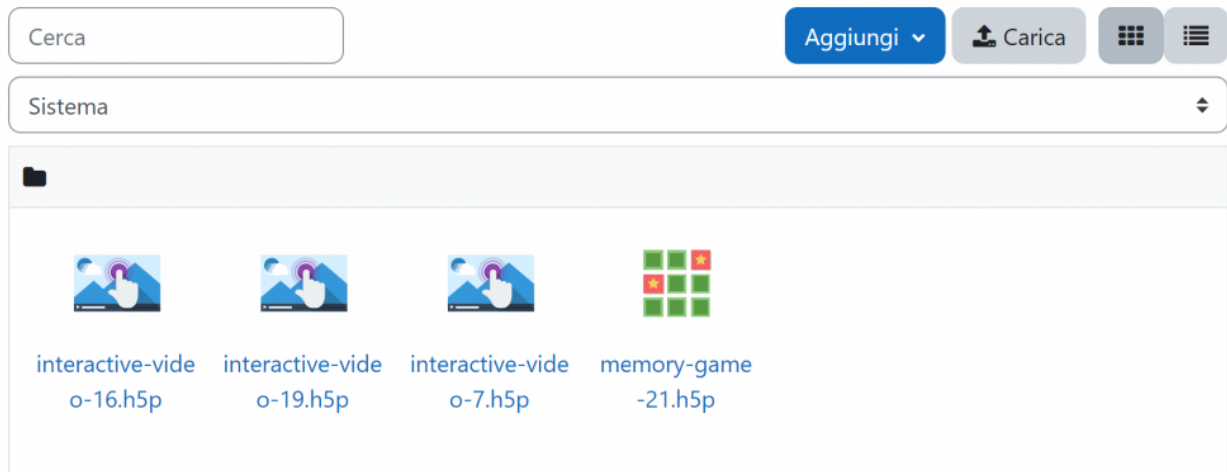 Cerca
Aggiungi
Carica
Sistema
interactive-vide
o-16.h5p
interactive-vide
o-19.h5p
interactive-vide
o-7.h5p
memory-game
-21.h5p